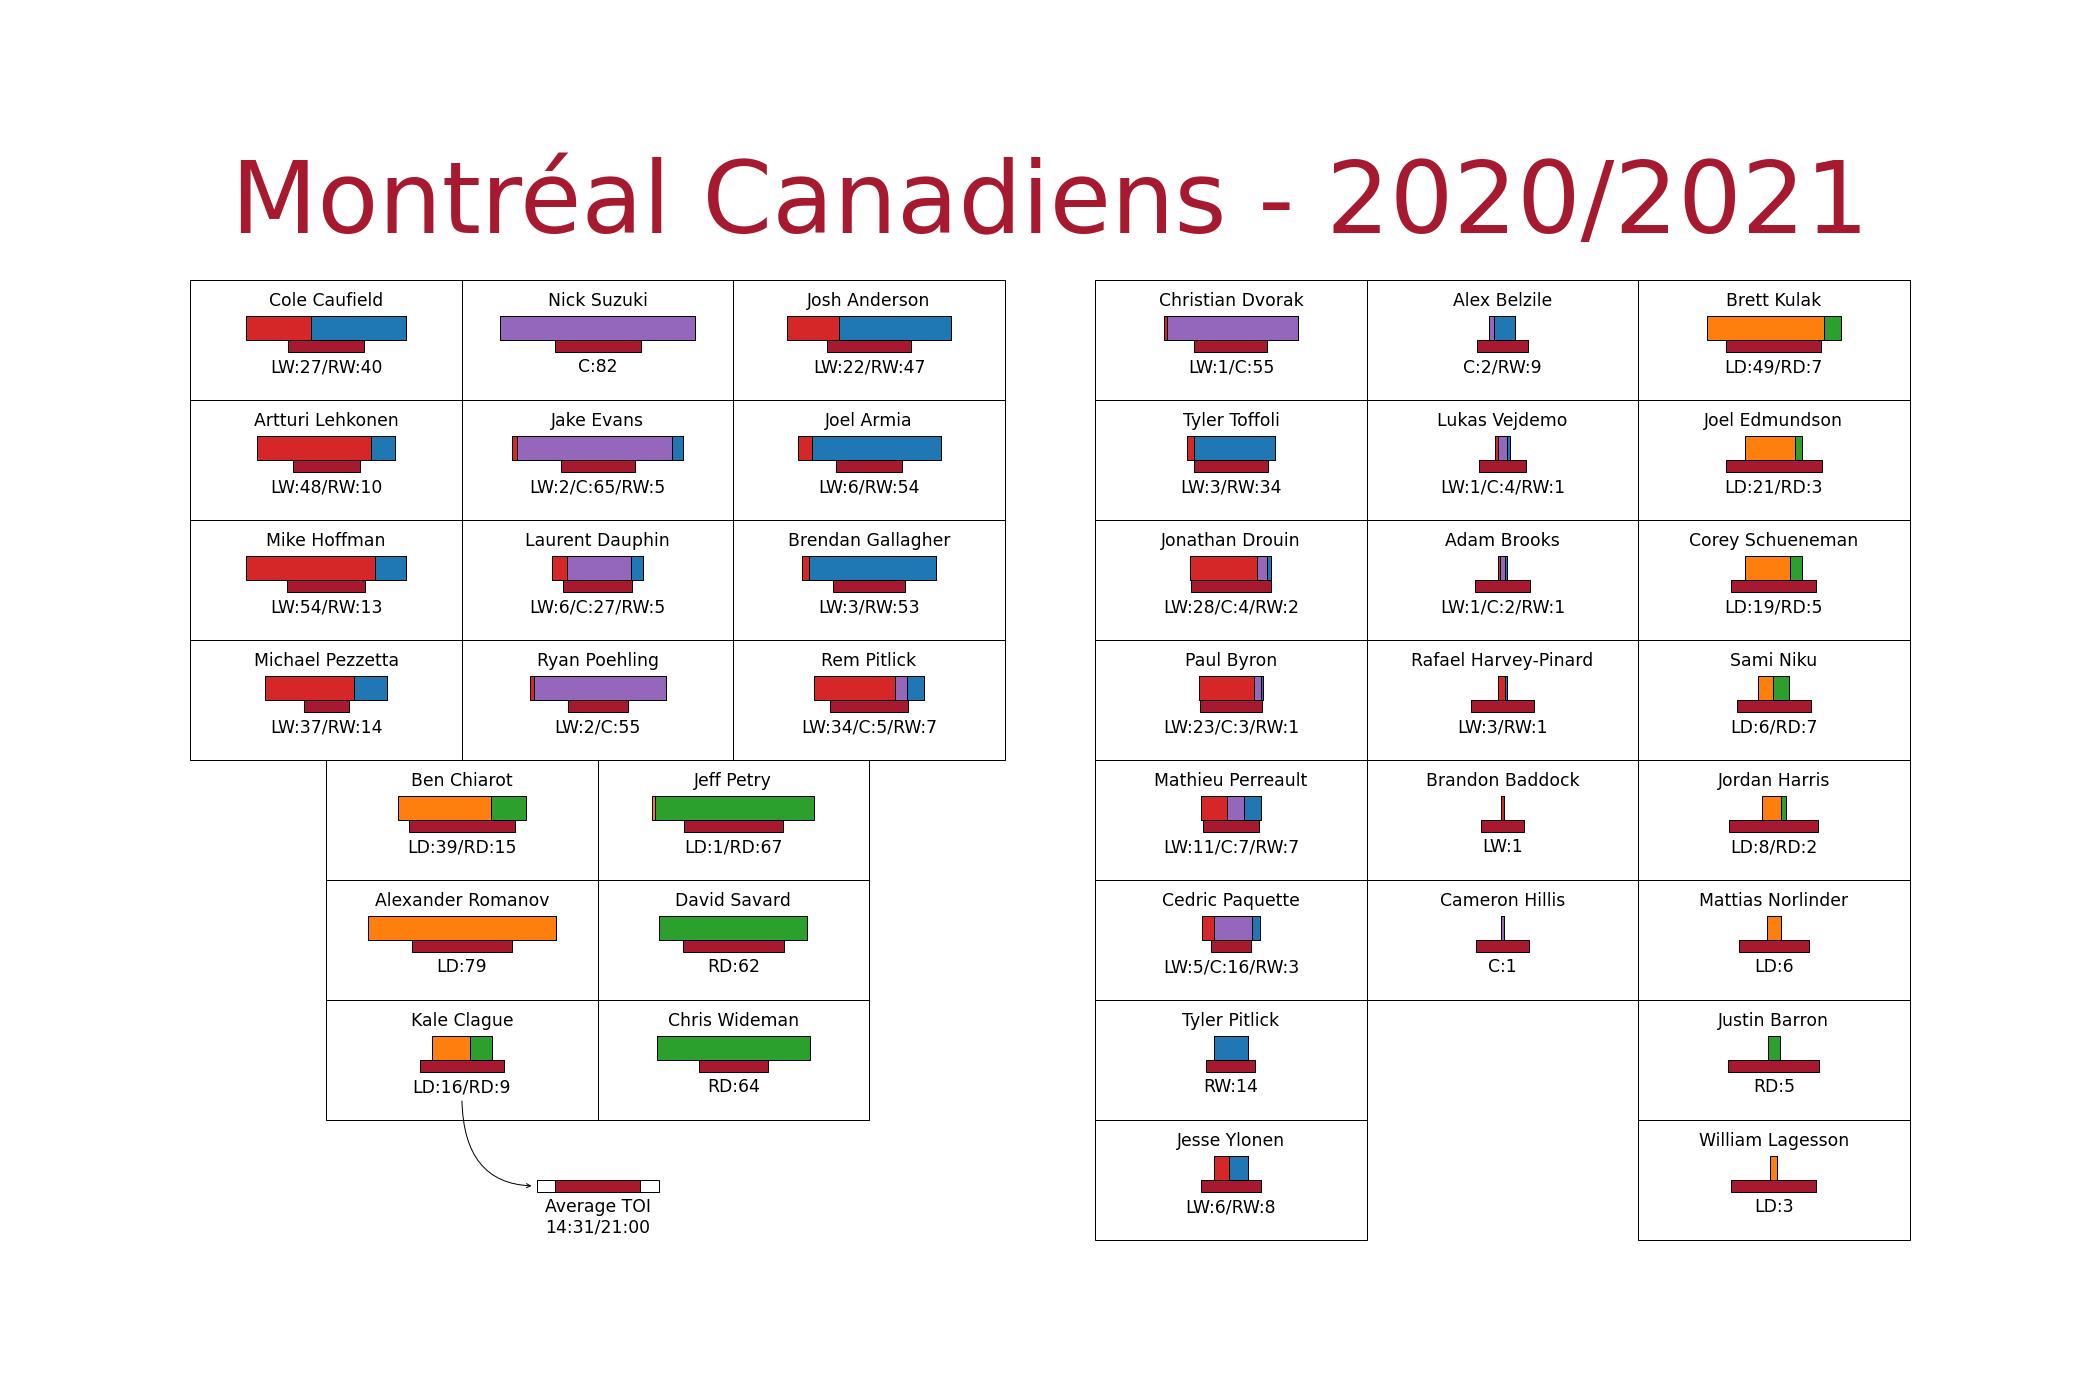 Montréal Canadiens - 2020/2021
Cole Caufield
LW:27/RW:40
Nick Suzuki
C:82
Josh Anderson
LW:22/RW:47
Artturi Lehkonen
LW:48/RW:10
Jake Evans
LW:2/C:65/RW:5
Joel Armia
LW:6/RW:54
Mike Hoffman
LW:54/RW:13
Laurent Dauphin
LW:6/C:27/RW:5
Brendan Gallagher
LW:3/RW:53
Michael Pezzetta
LW:37/RW:14
Ryan Poehling
LW:2/C:55
Rem Pitlick
LW:34/C:5/RW:7
Ben Chiarot
LD:39/RD:15
Jeff Petry
LD:1/RD:67
Alexander Romanov
LD:79
David Savard
RD:62
Kale Clague
LD:16/RD:9
Chris Wideman
RD:64
Average TOI
14:31/21:00
Christian Dvorak
LW:1/C:55
Alex Belzile
C:2/RW:9
Brett Kulak
LD:49/RD:7
Tyler Toffoli
LW:3/RW:34
Lukas Vejdemo
LW:1/C:4/RW:1
Joel Edmundson
LD:21/RD:3
Jonathan Drouin
LW:28/C:4/RW:2
Adam Brooks
LW:1/C:2/RW:1
Corey Schueneman
LD:19/RD:5
Paul Byron
LW:23/C:3/RW:1
Rafael Harvey-Pinard
LW:3/RW:1
Sami Niku
LD:6/RD:7
Mathieu Perreault
LW:11/C:7/RW:7
Brandon Baddock
LW:1
Jordan Harris
LD:8/RD:2
Cedric Paquette
LW:5/C:16/RW:3
Cameron Hillis
C:1
Mattias Norlinder
LD:6
Tyler Pitlick
RW:14
Justin Barron
RD:5
Jesse Ylonen
LW:6/RW:8
William Lagesson
LD:3